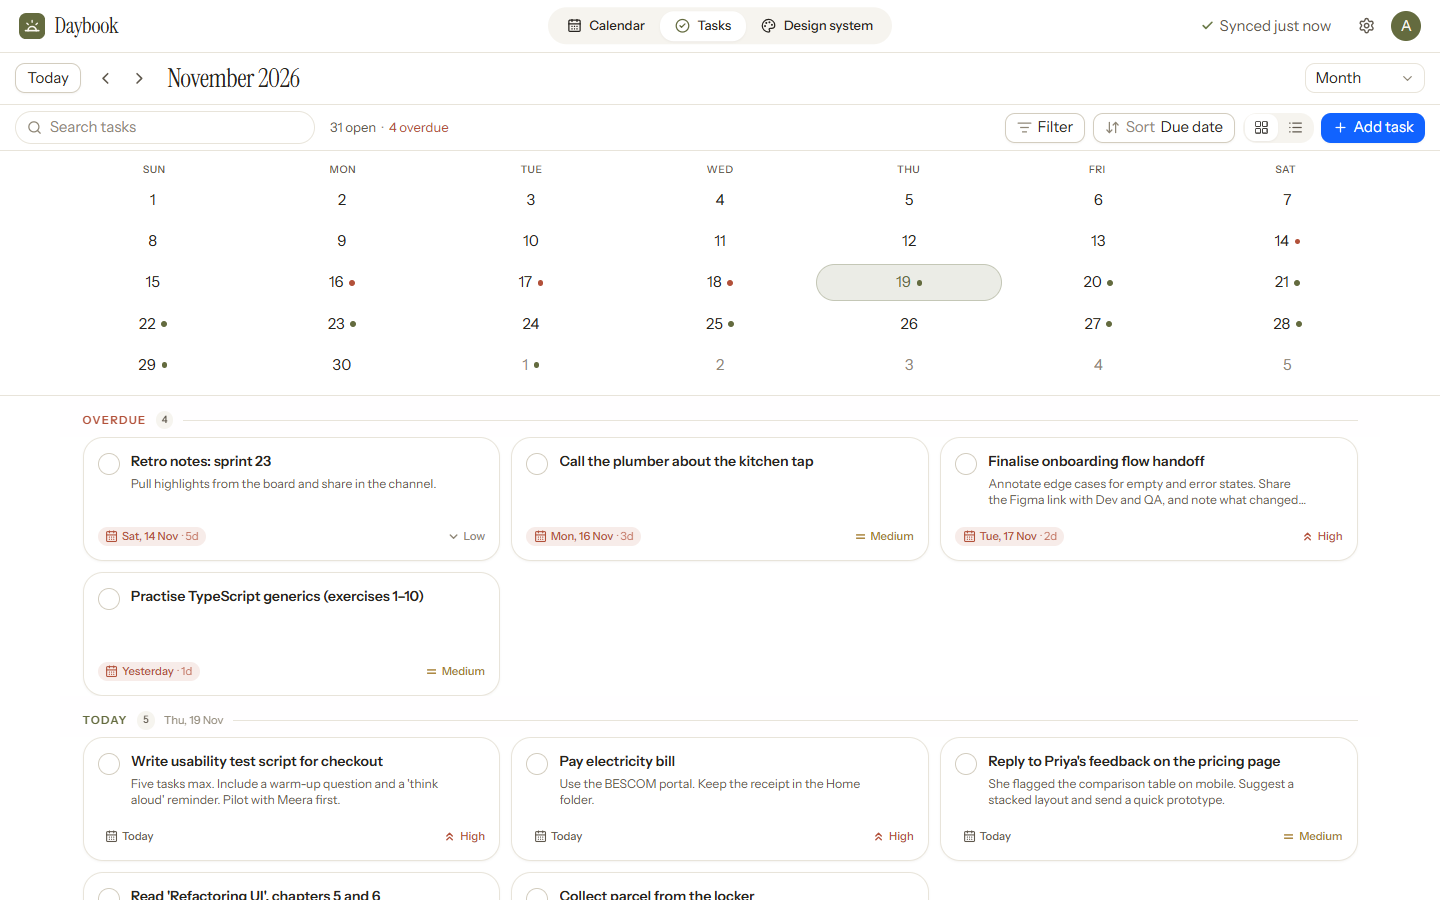 Daybook
Calendar
Tasks
Design system
Synced just now
A
Today
November 2026
Month
Search tasks
31 open · 4 overdue
Filter
Sort Due date
Add task
SUN MON TUE WED THU FRI SAT
1 2 3 4 5 6 7
8 9 10 11 12 13 14
15 16 17 18 19 20 21
22 23 24 25 26 27 28
29 30 1 2 3 4 5
OVERDUE 4
Retro notes: sprint 23
Pull highlights from the board and share in the channel.
Sat, 14 Nov · 5d
Low
Call the plumber about the kitchen tap
Mon, 16 Nov · 3d
Medium
Finalise onboarding flow handoff
Annotate edge cases for empty and error states. Share
the Figma link with Dev and QA, and note what changed...
Tue, 17 Nov · 2d
High
Practise TypeScript generics (exercises 1–10)
Yesterday · 1d
Medium
TODAY 5 Thu, 19 Nov
Write usability test script for checkout
Five tasks max. Include a warm-up question and a 'think
aloud' reminder. Pilot with Meera first.
Today
High
Pay electricity bill
Use the BESCOM portal. Keep the receipt in the Home
folder.
Today
High
Reply to Priya's feedback on the pricing page
She flagged the comparison table on mobile. Suggest a
stacked layout and send a quick prototype.
Today
Medium
Read 'Refactoring UI', chapters 5 and 6
Collect parcel from the locker